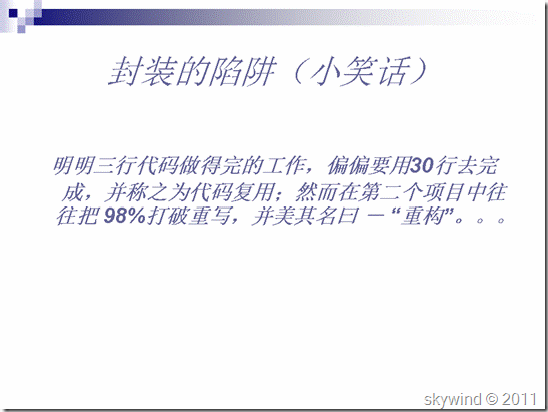 封装的陷阱（小笑话）
明明三行代码做得完的工作，偏偏要用30行去完
成，并称之为代码复用；然而在第二个项目中往
往把 98%打破重写，并美其名曰 －“重构”。。。
skywind © 2011